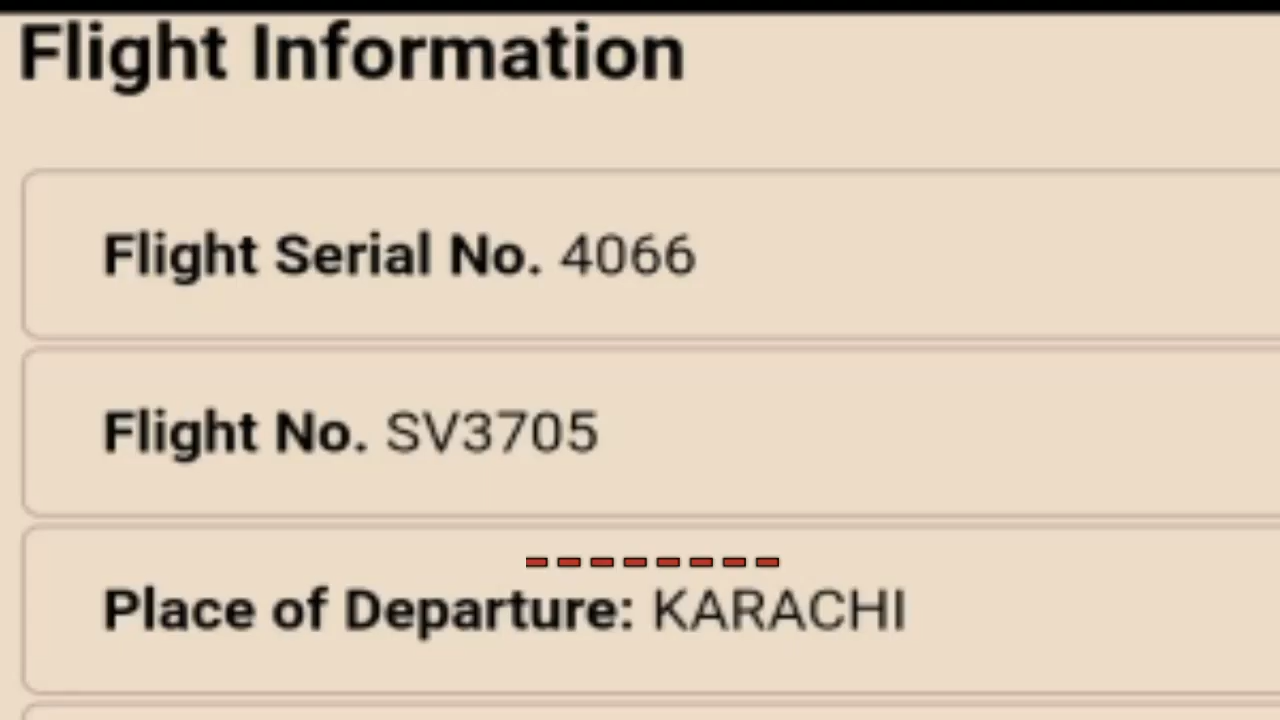 Flight Information
Flight Serial No. 4066
Flight No. SV3705
Place of Departure: KARACHI